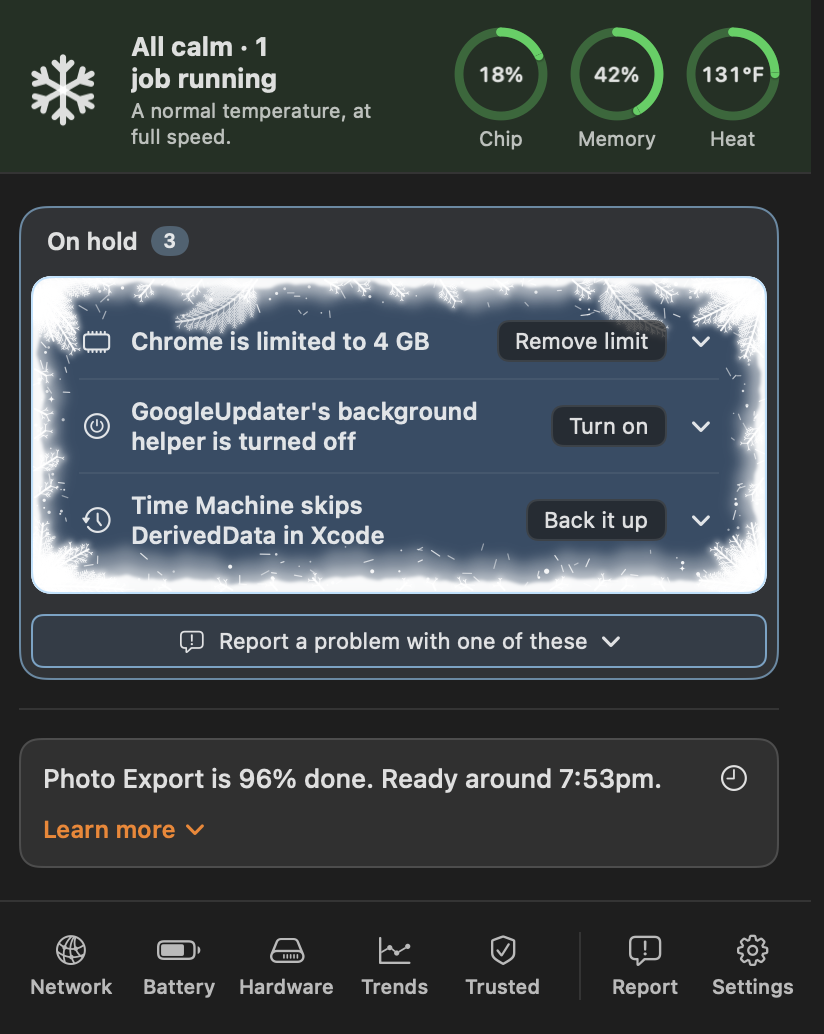 All calm · 1
job running
A normal temperature, at
full speed.
18%
42%
131°F
Chip
Memory
Heat
On hold 3
Chrome is limited to 4 GB
Remove limit
GoogleUpdater's background
helper is turned off
Turn on
Time Machine skips
DerivedData in Xcode
Back it up
Report a problem with one of these
Photo Export is 96% done. Ready around 7:53pm.
Learn more
Network
Battery
Hardware
Trends
Trusted
Report
Settings